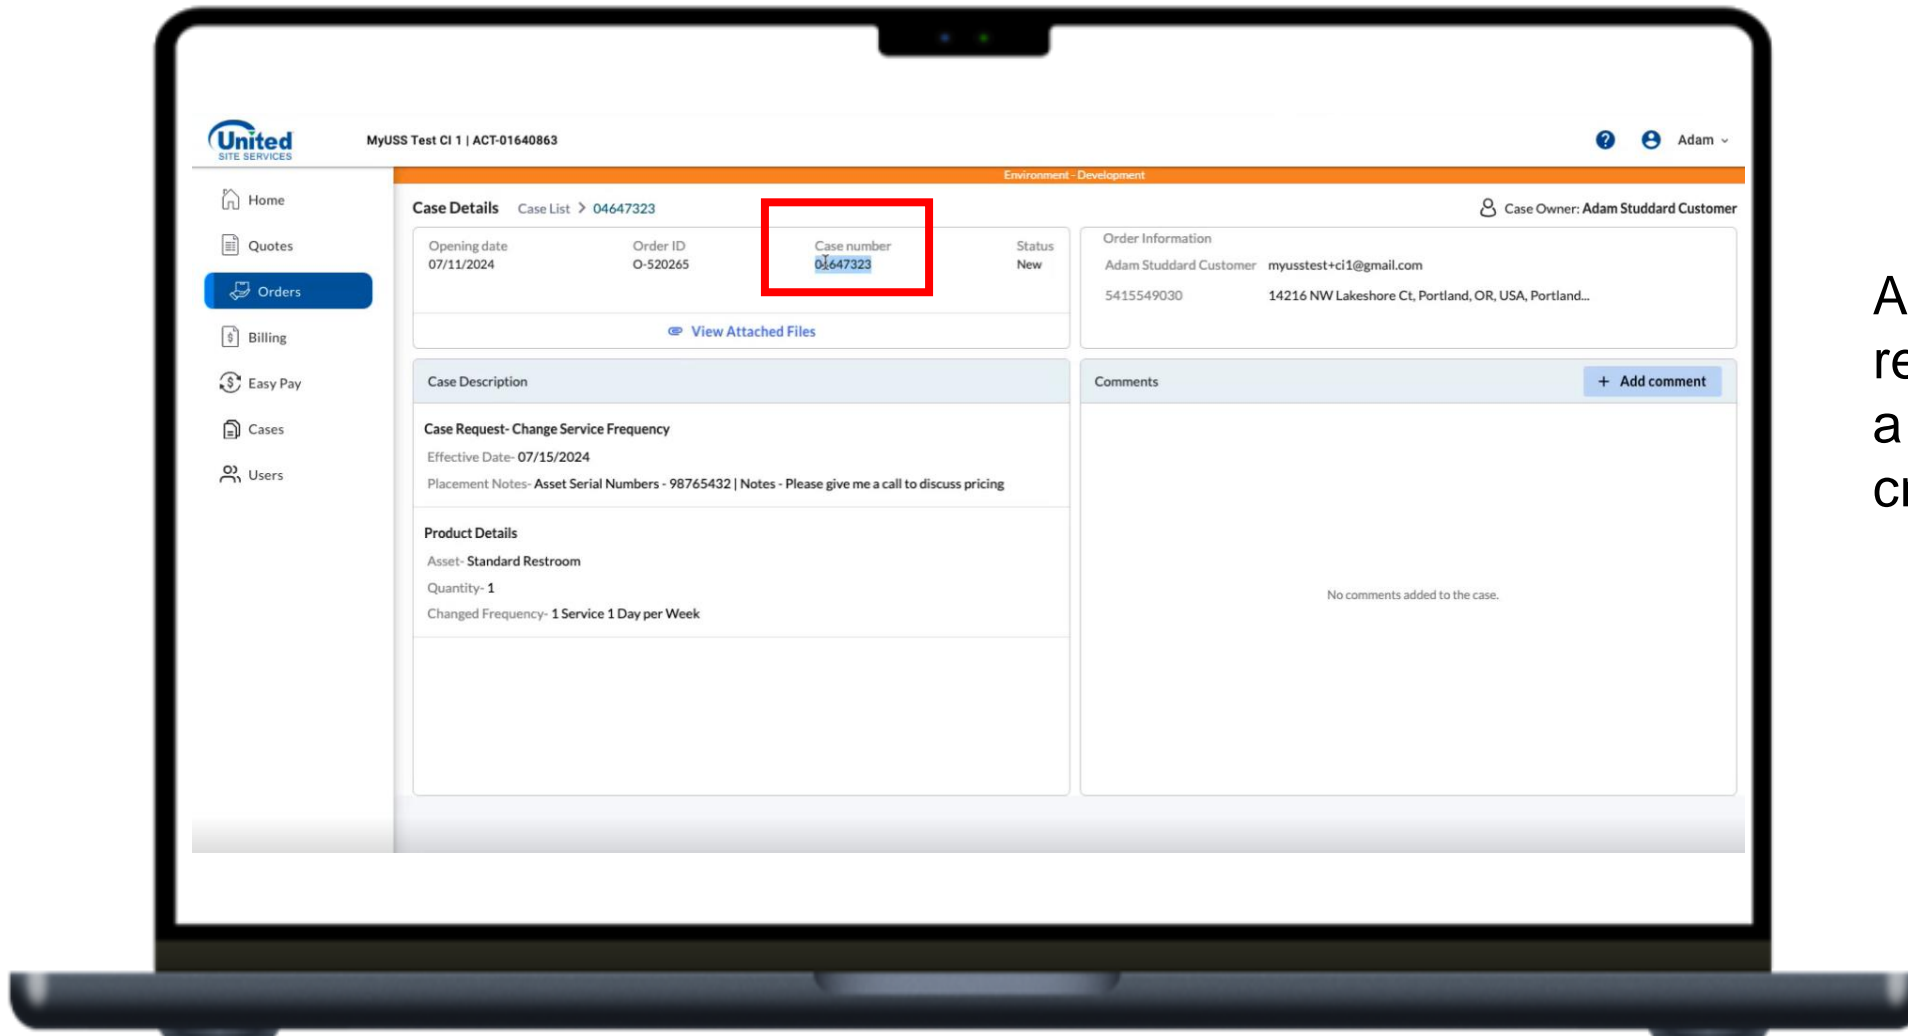 United
SITE SERVICES
MyUSS Test CI 1 | ACT-01640863
Adam
Environment - Development
Home
Quotes
Orders
Billing
Easy Pay
Cases
Users
Case Details Case List > 04647323
Case Owner: Adam Studdard Customer
Opening date Order ID Case number Status
07/11/2024 O-520265 04647323 New
View Attached Files
Order Information
Adam Studdard Customer myusstest+ci1@gmail.com
5415549030 14216 NW Lakeshore Ct, Portland, OR, USA, Portland...
Case Description
Case Request- Change Service Frequency
Effective Date- 07/15/2024
Placement Notes- Asset Serial Numbers - 98765432 | Notes - Please give me a call to discuss pricing
Product Details
Asset- Standard Restroom
Quantity- 1
Changed Frequency- 1 Service 1 Day per Week
Comments
+ Add comment
No comments added to the case.
A
re
a